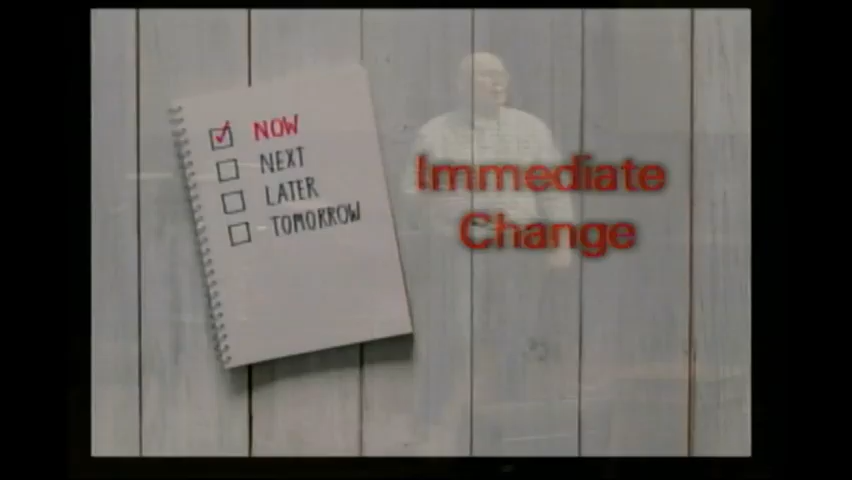 NOW
NEXT
LATER
TOMORROW
Immediate
Change